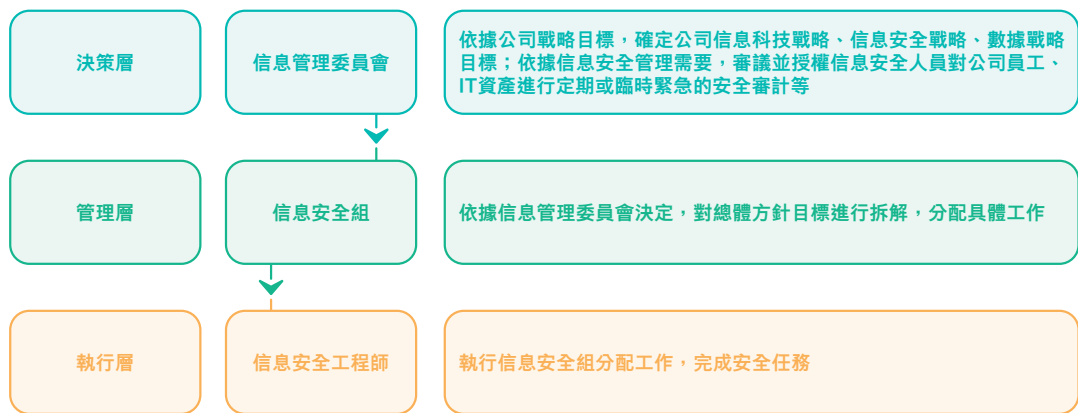 決策層
信息管理委員會
依據公司戰略目標，確定公司信息科技戰略、信息安全戰略、數據戰略
目標；依據信息安全管理需要，審議並授權信息安全人員對公司員工、
IT資產進行定期或臨時緊急的安全審計等
管理層
信息安全組
依據信息管理委員會決定，對總體方針目標進行拆解，分配具體工作
執行層
信息安全工程師
執行信息安全組分配工作，完成安全任務